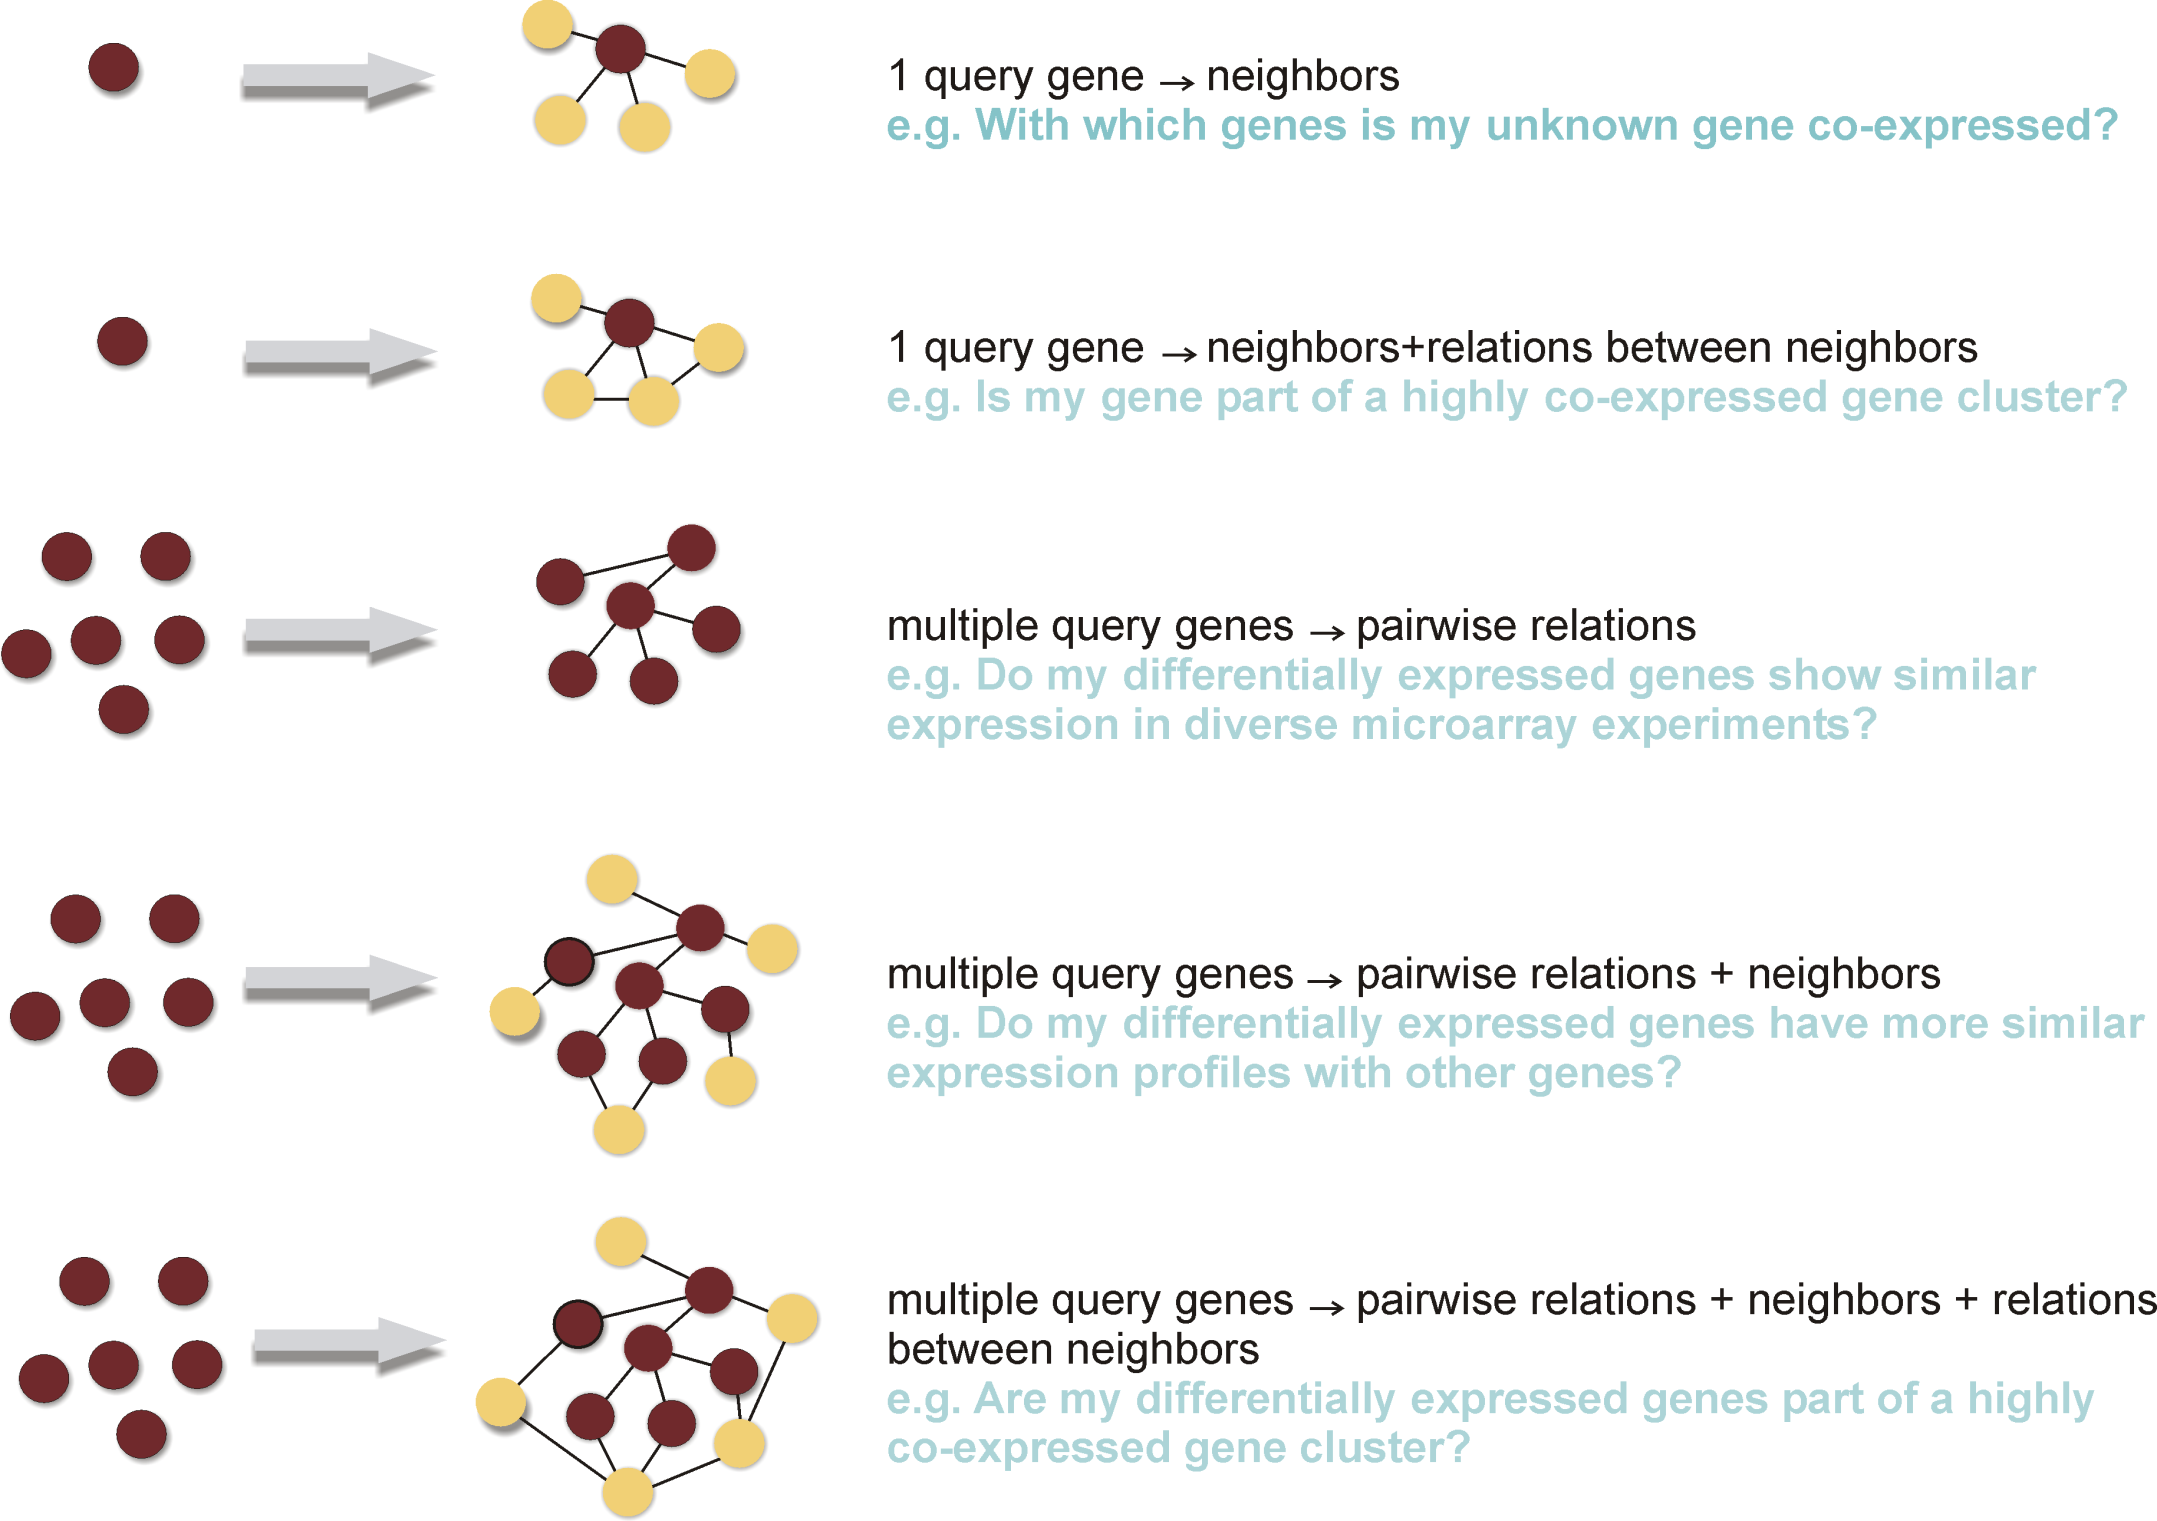 1 query gene → neighbors
e.g. With which genes is my unknown gene co-expressed?
1 query gene → neighbors+relations between neighbors
e.g. Is my gene part of a highly co-expressed gene cluster?
multiple query genes → pairwise relations
e.g. Do my differentially expressed genes show similar
expression in diverse microarray experiments?
multiple query genes → pairwise relations + neighbors
e.g. Do my differentially expressed genes have more similar
expression profiles with other genes?
multiple query genes → pairwise relations + neighbors + relations
between neighbors
e.g. Are my differentially expressed genes part of a highly
co-expressed gene cluster?